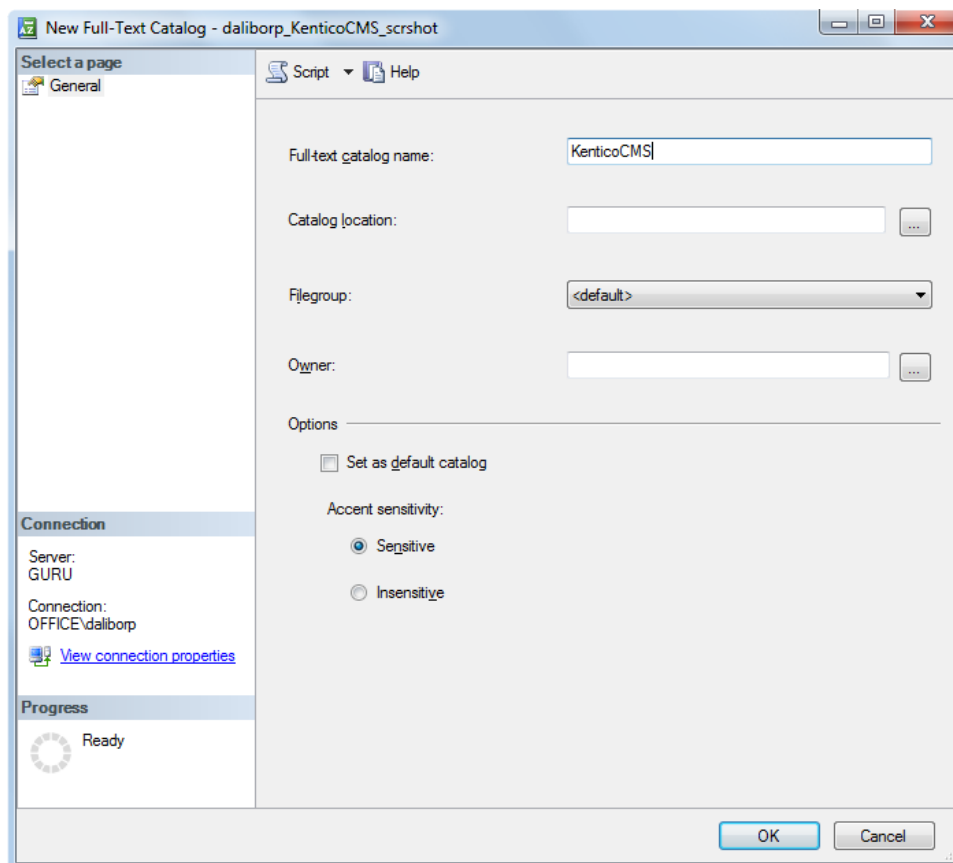 New Full-Text Catalog - daliborp_KenticoCMS_scrshot
Select a page
General
Script
Help
Full-text catalog name:
KenticoCMS
Catalog location:
...
Filegroup:
<default>
Owner:
...
Options
Set as default catalog
Accent sensitivity:
Sensitive
Insensitive
Connection
Server:
GURU
Connection:
OFFICE\daliborp
View connection properties
Progress
Ready
OK
Cancel